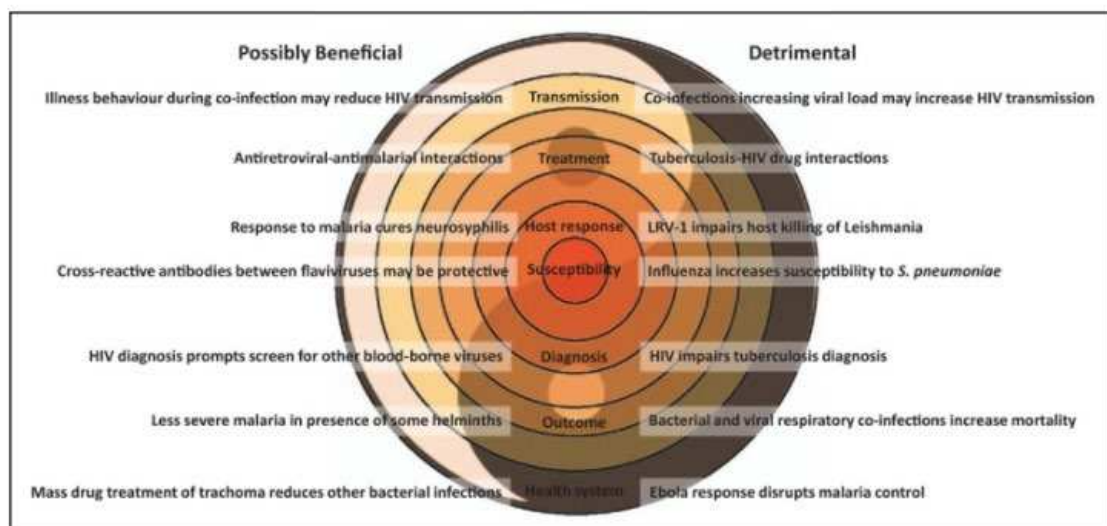 Possibly Beneficial Detrimental
Illness behaviour during co-infection may reduce HIV transmission Transmission Co-infections increasing viral load may increase HIV transmission
Antiretroviral-antimalarial interactions Treatment Tuberculosis-HIV drug interactions
Response to malaria cures neurosyphilis Host response LRV-1 impairs host killing of Leishmania
Cross-reactive antibodies between flaviviruses may be protective Susceptibility Influenza increases susceptibility to S. pneumoniae
HIV diagnosis prompts screen for other blood-borne viruses Diagnosis HIV impairs tuberculosis diagnosis
Less severe malaria in presence of some helminths Outcome Bacterial and viral respiratory co-infections increase mortality
Mass drug treatment of trachoma reduces other bacterial infections Health system Ebola response disrupts malaria control